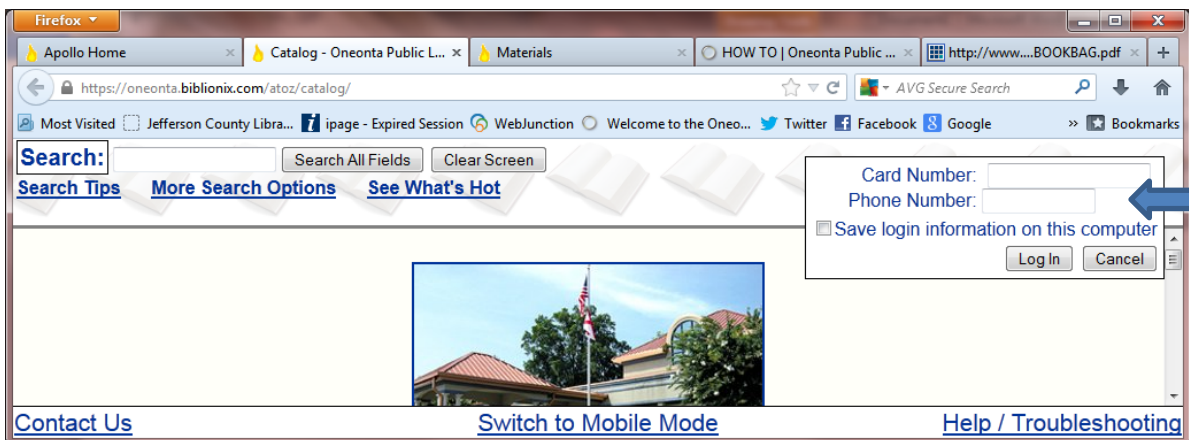 Firefox
Apollo Home
Catalog - Oneonta Public L...
Materials
HOW TO | Oneonta Public ...
http://www....BOOKBAG.pdf
https://oneonta.biblionix.com/atoz/catalog/
AVG Secure Search
Most Visited
Jefferson County Libra...
ipage - Expired Session
WebJunction
Welcome to the Oneo...
Twitter
Facebook
Google
Bookmarks
Search:
Search All Fields
Clear Screen
Search Tips
More Search Options
See What's Hot
Card Number:
Phone Number:
Save login information on this computer
Log In
Cancel
Contact Us
Switch to Mobile Mode
Help / Troubleshooting